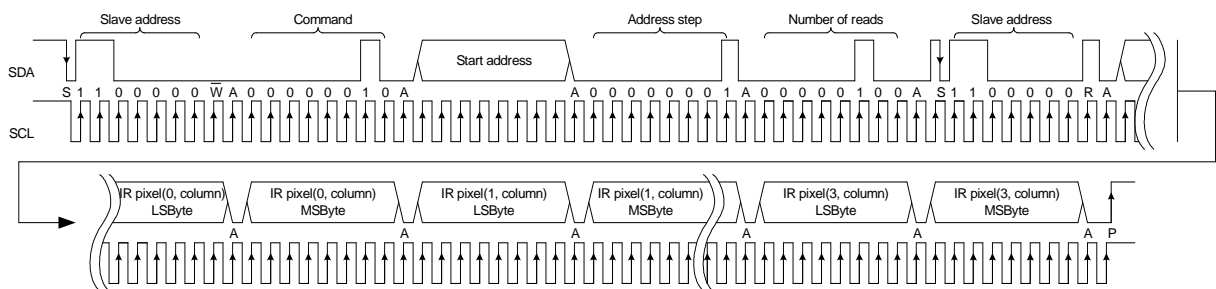 Slave address Command Address step Number of reads Slave address
SDA Start address
S 1 1 0 0 0 0 0 W A 0 0 0 0 0 0 1 0 A A 0 0 0 0 0 0 0 1 A 0 0 0 0 0 1 0 0 A S 1 1 0 0 0 0 0 R A
SCL
IR pixel(0, column) IR pixel(0, column) IR pixel(1, column) IR pixel(1, column) IR pixel(3, column) IR pixel(3, column)
LSByte MSByte LSByte MSByte LSByte MSByte
A A A A A A P